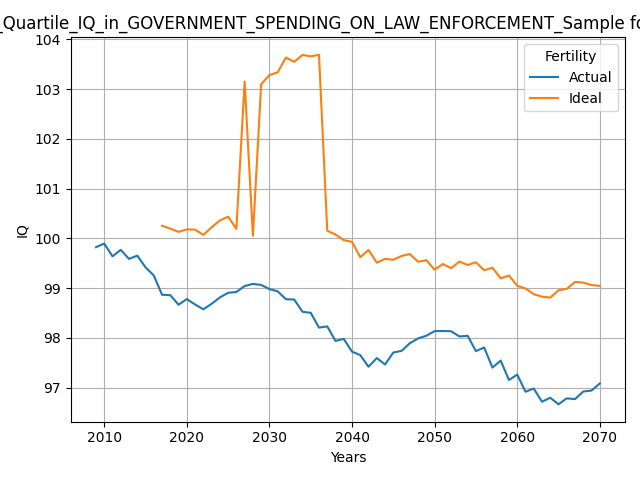 _Quartile_IQ_in_GOVERNMENT_SPENDING_ON_LAW_ENFORCEMENT_Sample fo
Fertility
Actual
Ideal
104
103
102
101
100
99
98
97
IQ
2010 2020 2030 2040 2050 2060 2070
Years